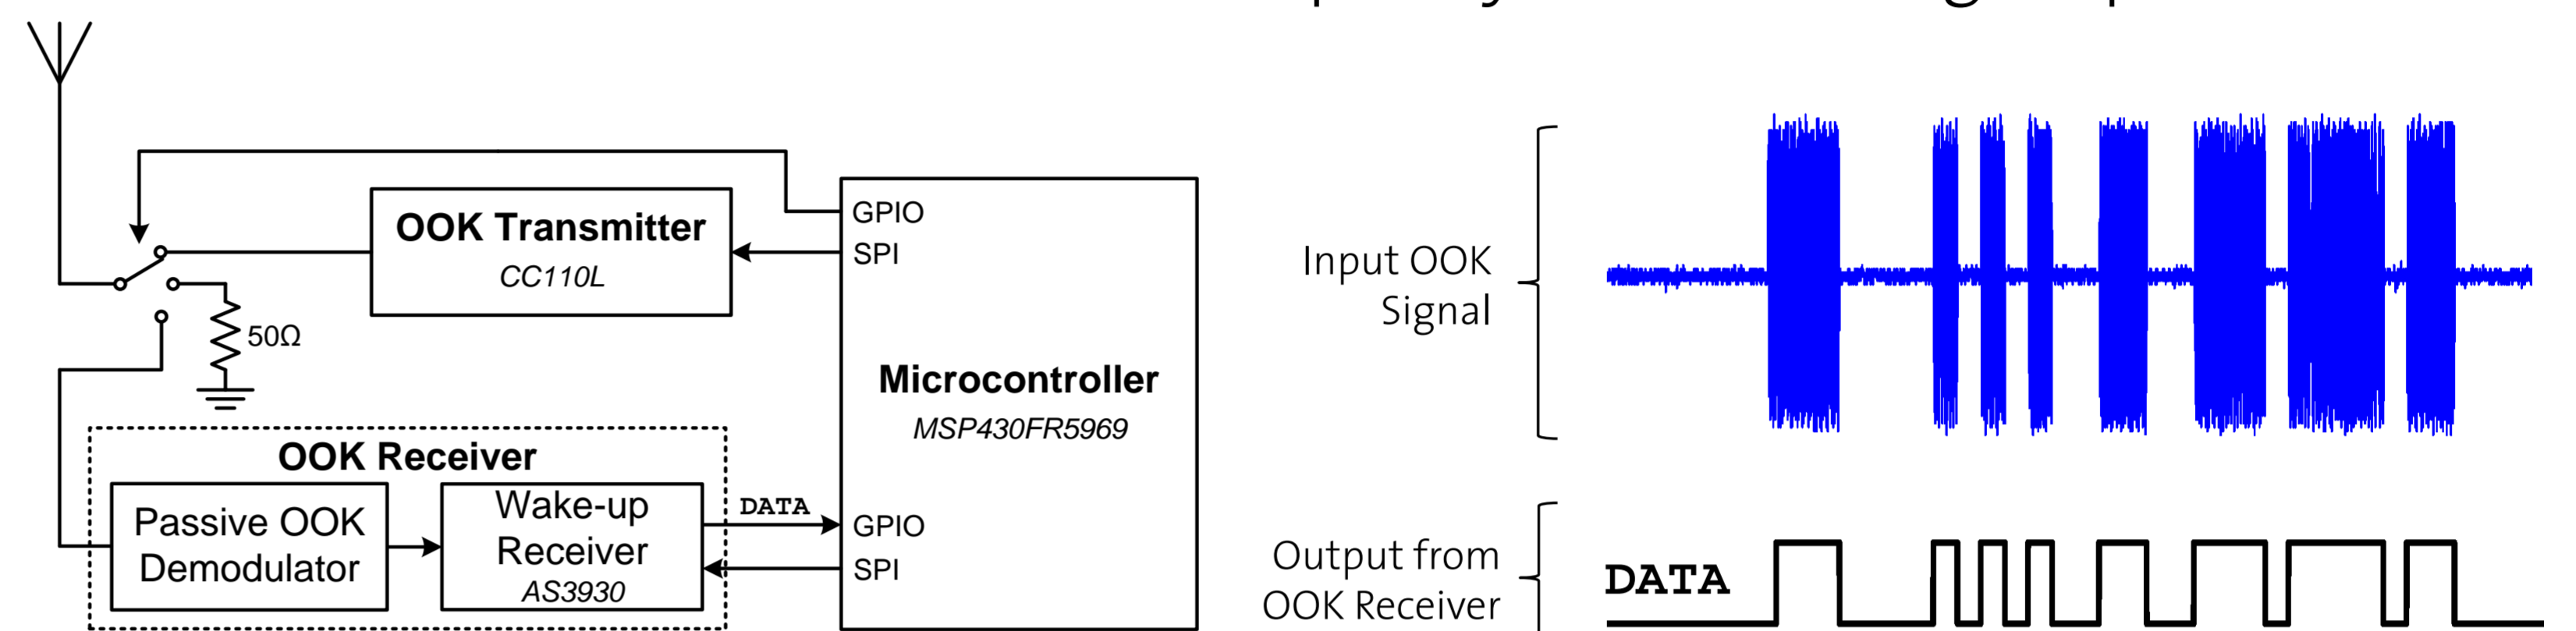 OOK Transmitter
CC110L
GPIO
SPI
50Ω
Microcontroller
MSP430FR5969
OOK Receiver
Passive OOK
Demodulator
Wake-up
Receiver
AS3930
DATA
GPIO
SPI
Input OOK
Signal
Output from
OOK Receiver
DATA